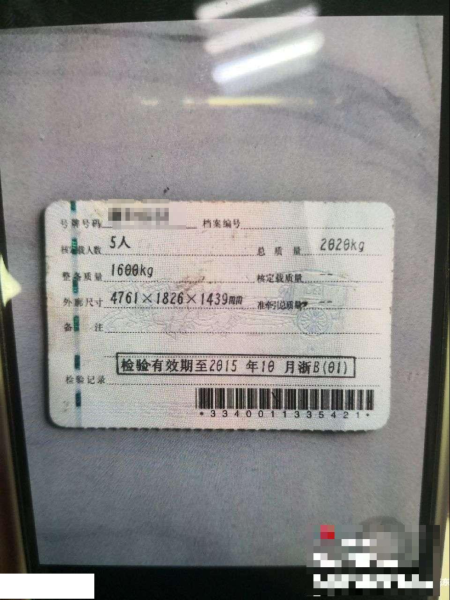 号牌号码 档案编号
核定载人数 5人 总质量 2020kg
整备质量 1600kg 核定载质量 --
外廓尺寸 4761×1826×1439mm 准牵引总质量 --
备注
检验有效期至2015 年10 月浙B(01)
检验记录
*3340011335421*